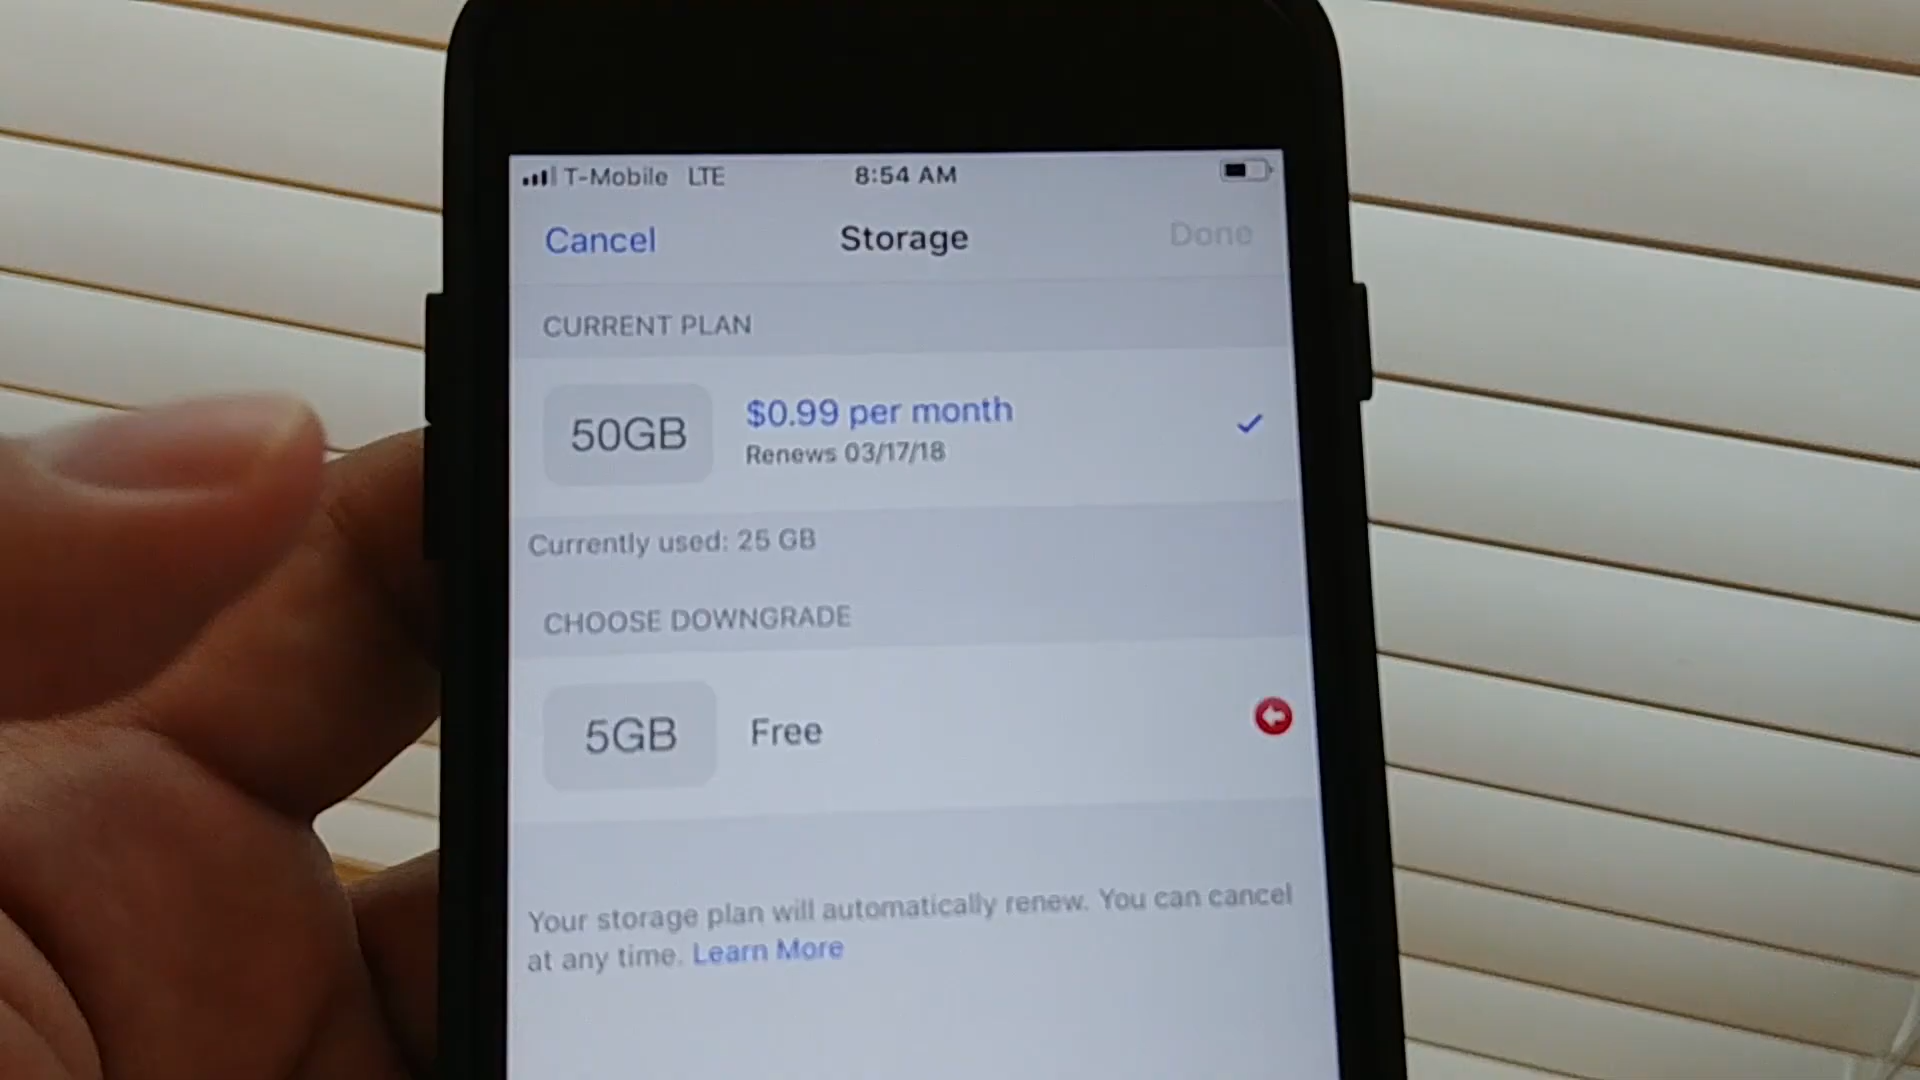 T-Mobile LTE 8:54 AM
Cancel Storage Done
CURRENT PLAN
50GB $0.99 per month
Renews 03/17/18
Currently used: 25 GB
CHOOSE DOWNGRADE
5GB Free
Your storage plan will automatically renew. You can cancel
at any time. Learn More